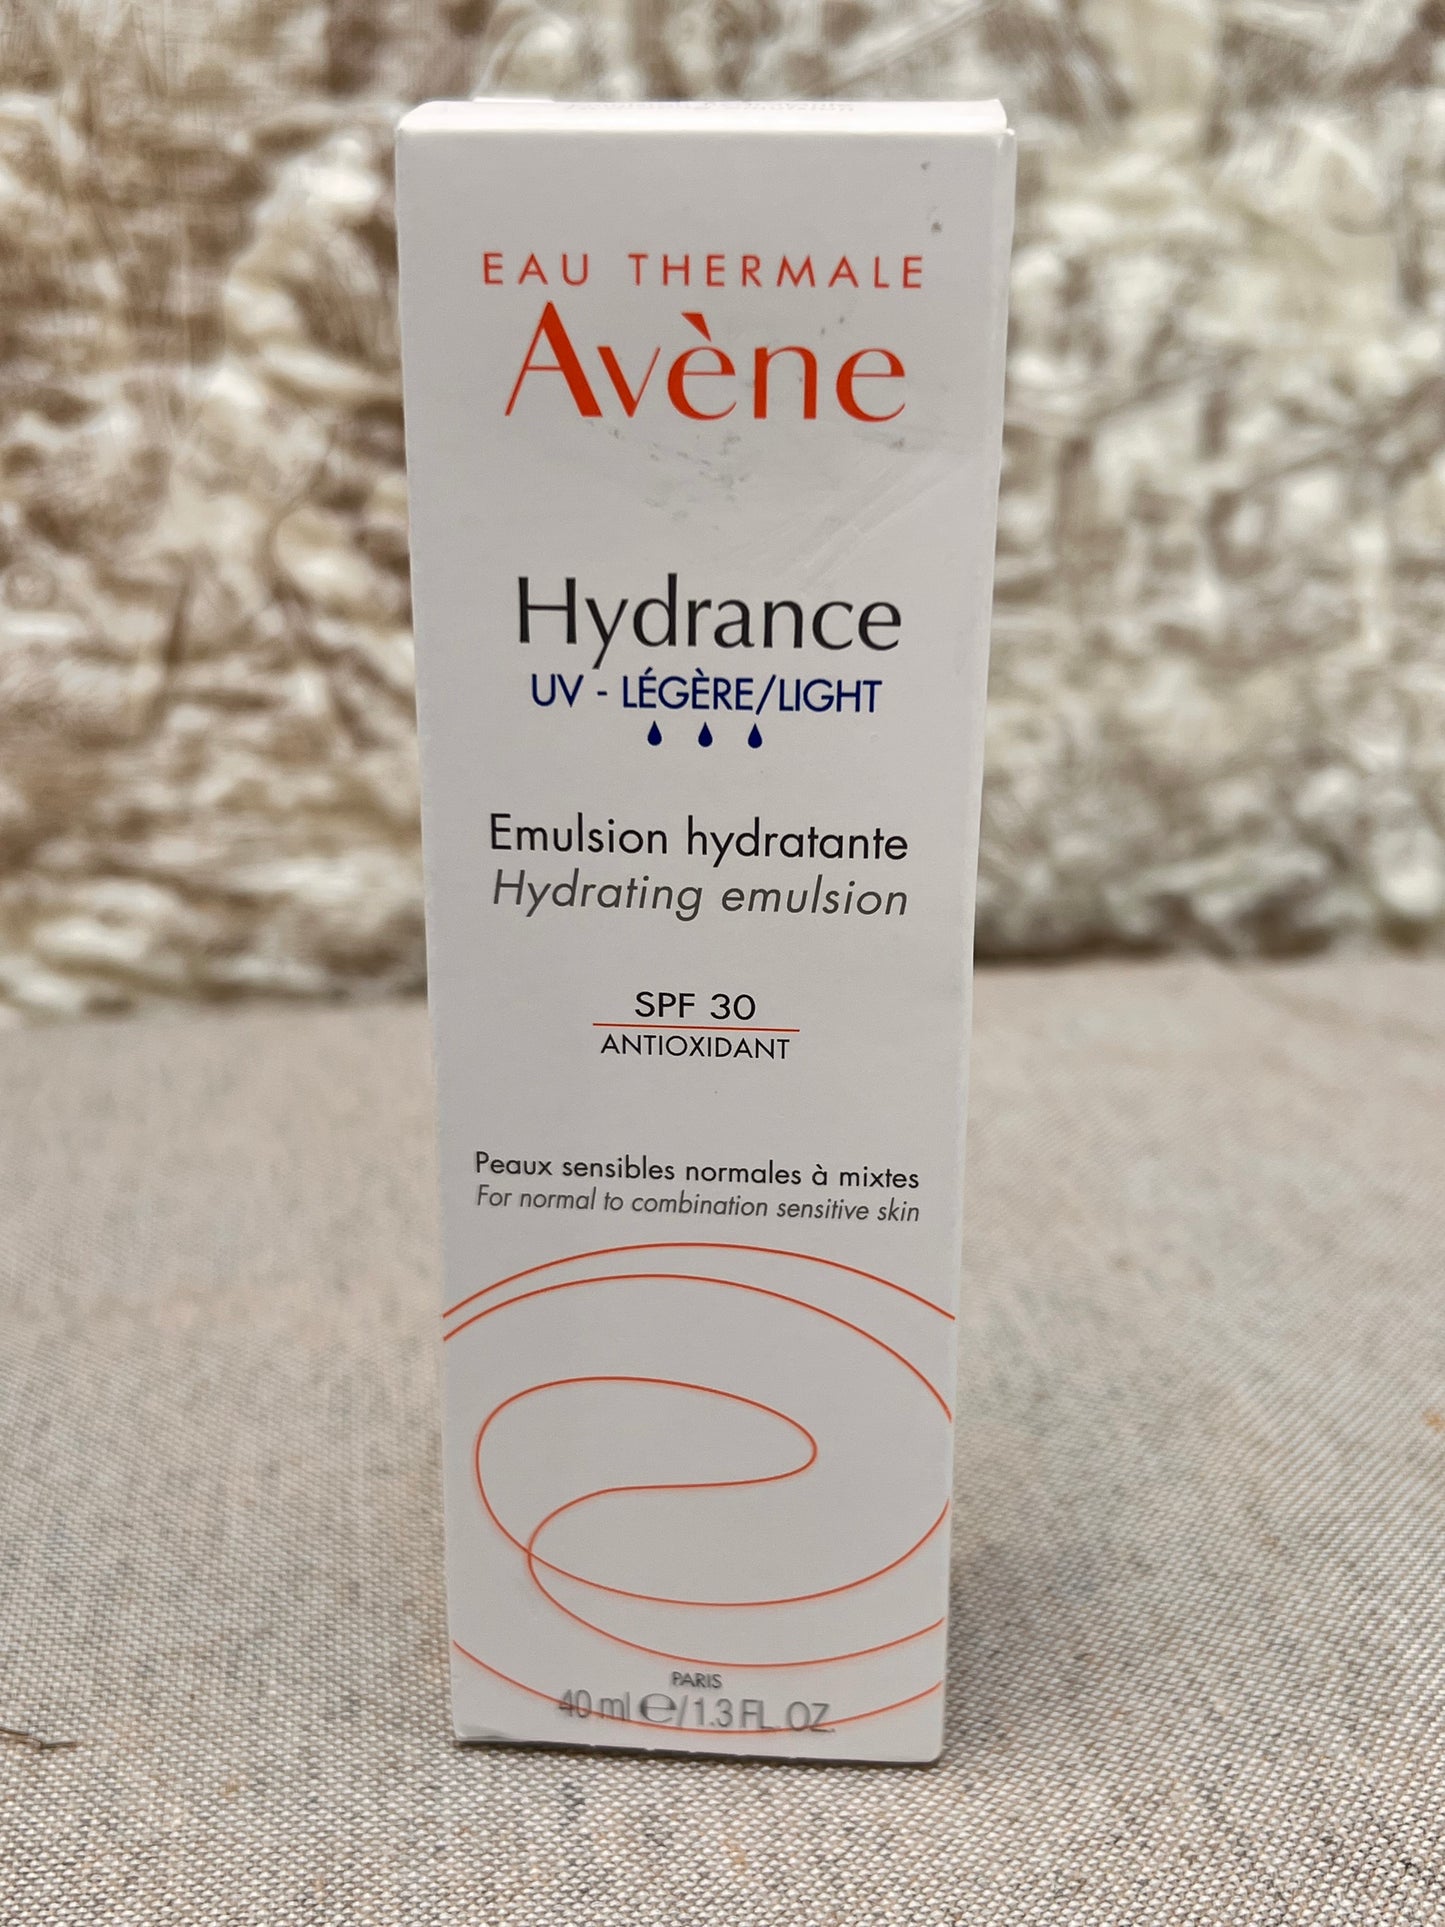 EAU THERMALE
Avène
Hydrance
UV - LÉGÈRE/LIGHT
Emulsion hydratante
Hydrating emulsion
SPF 30
ANTIOXIDANT
Peaux sensibles normales à mixtes
For normal to combination sensitive skin
PARIS
40 ml ℮/1.3 FL. OZ.